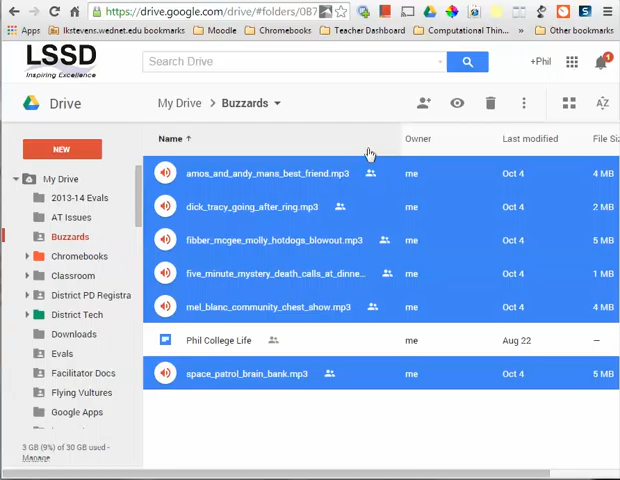 https://drive.google.com/drive/#folders/0B7
Apps lkstevens.wednet.edu bookmarks Moodle Chromebooks Teacher Dashboard Computational Thin... » Other bookmarks
LSSD
Inspiring Excellence
Search Drive
+Phil
1
Drive
My Drive > Buzzards
AZ
NEW
Name ↑ Owner Last modified File Si
My Drive
2013-14 Evals
AT Issues
Buzzards
Chromebooks
Classroom
District PD Registra
District Tech
Downloads
Evals
Facilitator Docs
Flying Vultures
Google Apps
3 GB (9%) of 30 GB used -
Manage
amos_and_andy_mans_best_friend.mp3 me Oct 4 4 MB
dick_tracy_going_after_ring.mp3 me Oct 4 2 MB
fibber_mcgee_molly_hotdogs_blowout.mp3 me Oct 4 5 MB
five_minute_mystery_death_calls_at_dinne... me Oct 4 1 MB
mel_blanc_community_chest_show.mp3 me Oct 4 4 MB
Phil College Life me Aug 22 —
space_patrol_brain_bank.mp3 me Oct 4 5 MB